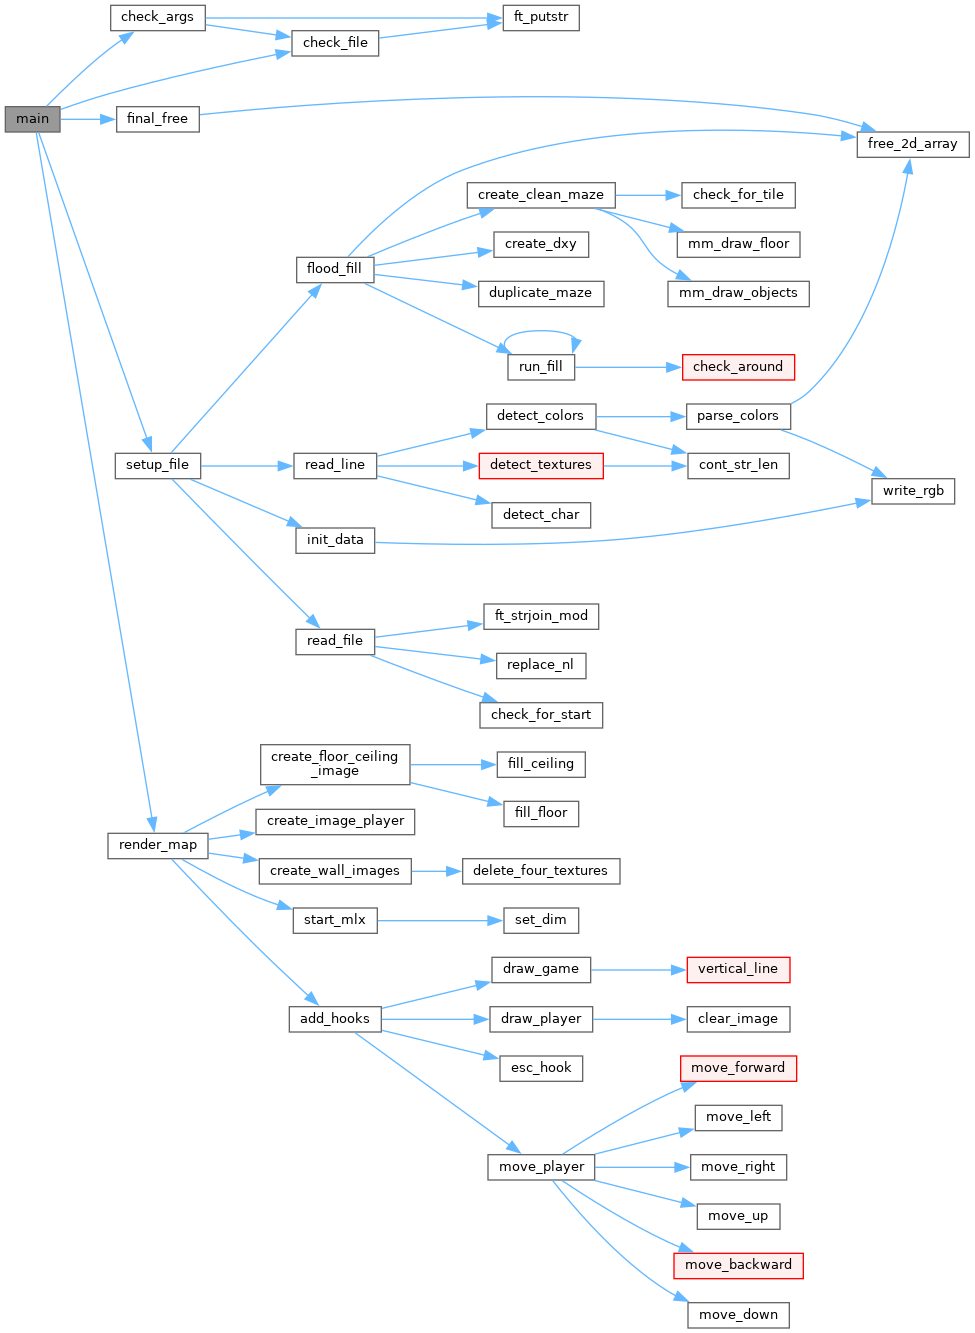 check_args
ft_putstr
check_file
main
final_free
free_2d_array
create_clean_maze
check_for_tile
mm_draw_floor
create_dxy
flood_fill
duplicate_maze
mm_draw_objects
run_fill
check_around
detect_colors
parse_colors
setup_file
read_line
detect_textures
cont_str_len
write_rgb
detect_char
init_data
ft_strjoin_mod
read_file
replace_nl
check_for_start
create_floor_ceiling
_image
fill_ceiling
fill_floor
create_image_player
render_map
create_wall_images
delete_four_textures
start_mlx
set_dim
draw_game
vertical_line
add_hooks
draw_player
clear_image
esc_hook
move_forward
move_left
move_player
move_right
move_up
move_backward
move_down